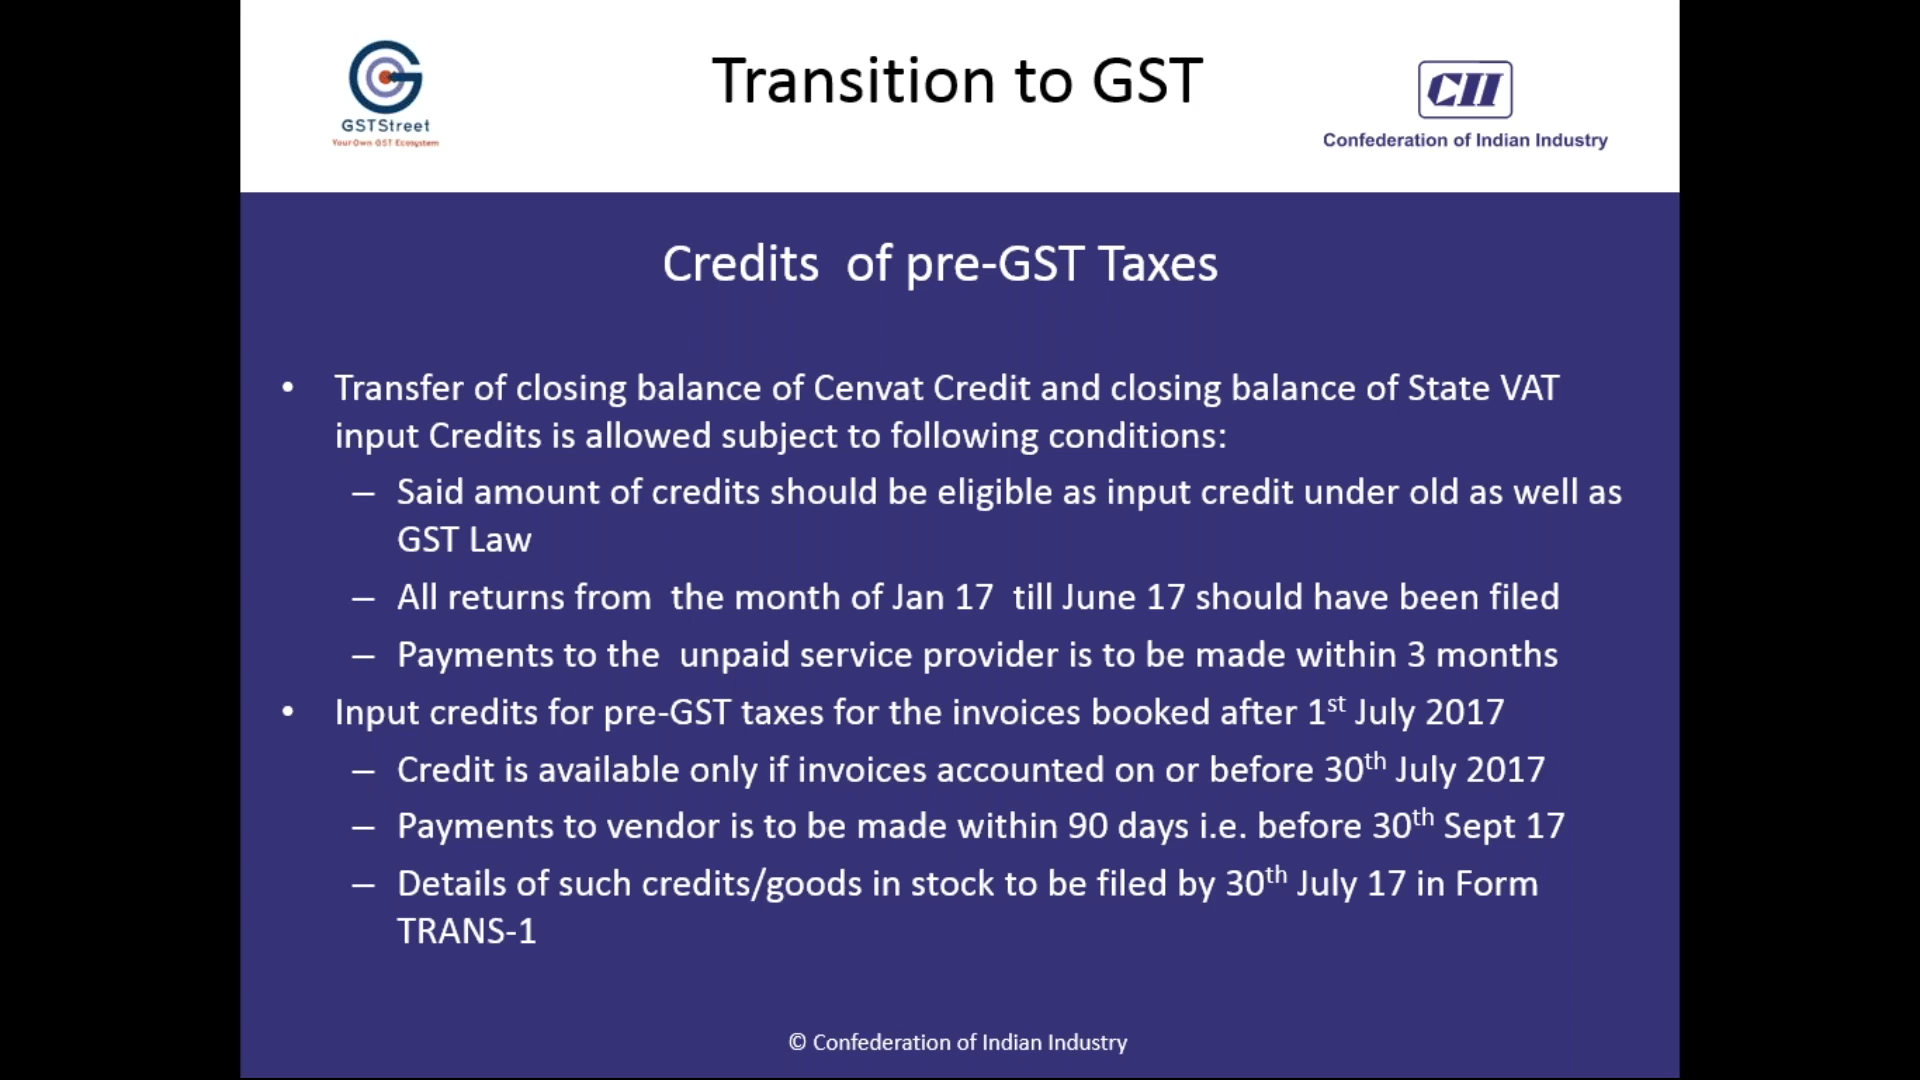 GSTStreet
Your Own GST Ecosystem
Transition to GST
CII
Confederation of Indian Industry
Credits of pre-GST Taxes
• Transfer of closing balance of Cenvat Credit and closing balance of State VAT
input Credits is allowed subject to following conditions:
– Said amount of credits should be eligible as input credit under old as well as
GST Law
– All returns from the month of Jan 17 till June 17 should have been filed
– Payments to the unpaid service provider is to be made within 3 months
• Input credits for pre-GST taxes for the invoices booked after 1st July 2017
– Credit is available only if invoices accounted on or before 30th July 2017
– Payments to vendor is to be made within 90 days i.e. before 30th Sept 17
– Details of such credits/goods in stock to be filed by 30th July 17 in Form
TRANS-1
© Confederation of Indian Industry